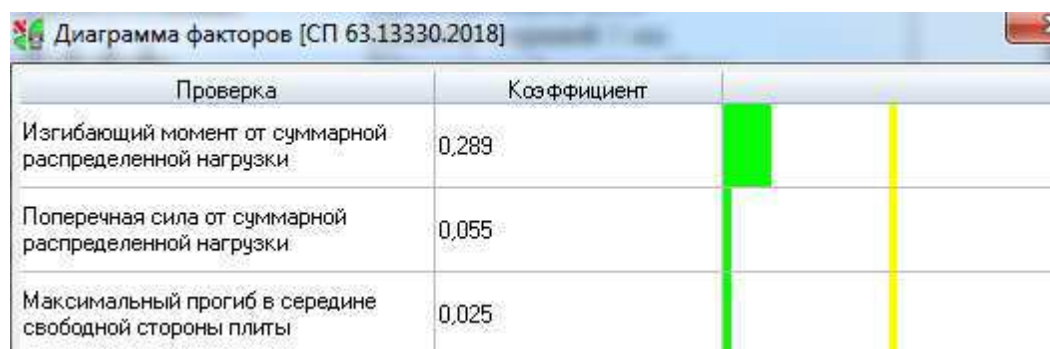 Диаграмма факторов [СП 63.13330.2018]
Проверка Коэффициент
Изгибающий момент от суммарной
распределенной нагрузки
0,289
Поперечная сила от суммарной
распределенной нагрузки
0,055
Максимальный прогиб в середине
свободной стороны плиты
0,025